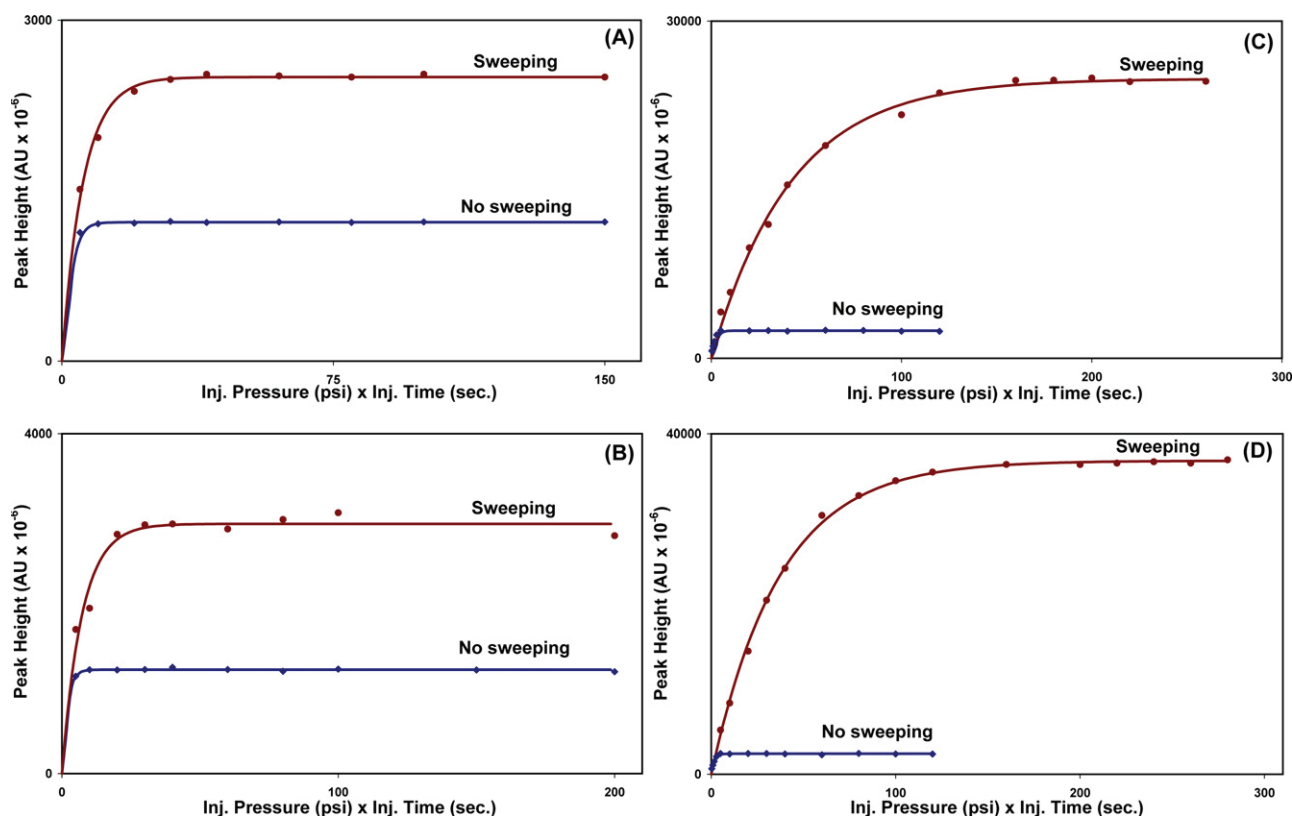 3000
(A)
Sweeping
No sweeping
Peak Height (AU x 10⁻⁶)
0
0
75
150
Inj. Pressure (psi) x Inj. Time (sec.)
30000
(C)
Sweeping
No sweeping
Peak Height (AU x 10⁻⁶)
0
0
100
200
300
Inj. Pressure (psi) x Inj. Time (sec.)
4000
(B)
Sweeping
No sweeping
Peak Height (AU x 10⁻⁶)
0
0
100
200
Inj. Pressure (psi) x Inj. Time (sec.)
40000
(D)
Sweeping
No sweeping
Peak Height (AU x 10⁻⁶)
0
0
100
200
300
Inj. Pressure (psi) x Inj. Time (sec.)